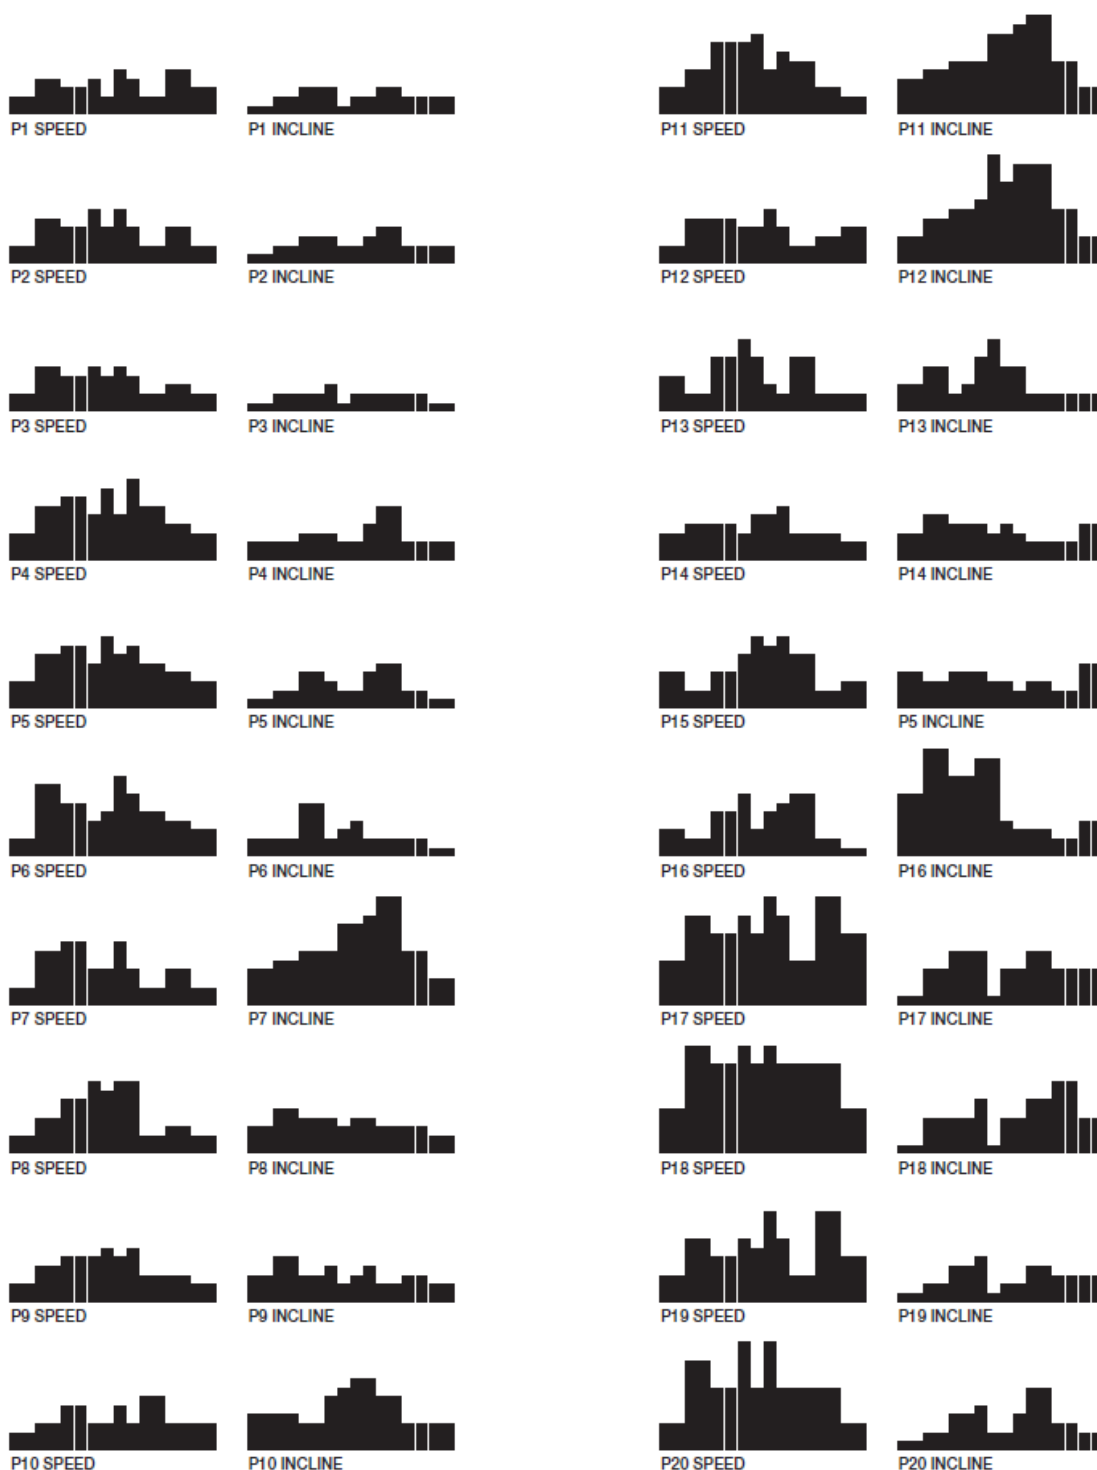 P1 SPEED
P1 INCLINE
P11 SPEED
P11 INCLINE
P2 SPEED
P2 INCLINE
P12 SPEED
P12 INCLINE
P3 SPEED
P3 INCLINE
P13 SPEED
P13 INCLINE
P4 SPEED
P4 INCLINE
P14 SPEED
P14 INCLINE
P5 SPEED
P5 INCLINE
P15 SPEED
P5 INCLINE
P6 SPEED
P6 INCLINE
P16 SPEED
P16 INCLINE
P7 SPEED
P7 INCLINE
P17 SPEED
P17 INCLINE
P8 SPEED
P8 INCLINE
P18 SPEED
P18 INCLINE
P9 SPEED
P9 INCLINE
P19 SPEED
P19 INCLINE
P10 SPEED
P10 INCLINE
P20 SPEED
P20 INCLINE